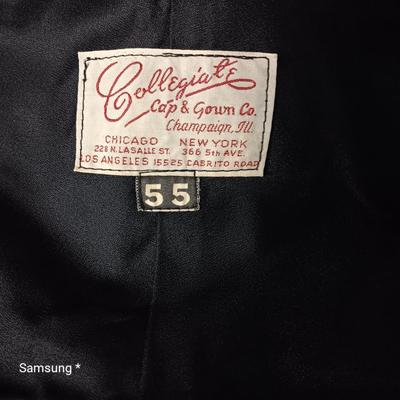 Collegiate
Cap & Gown Co.
Champaign, Ill.
CHICAGO NEW YORK
228 N. LASALLE ST. 366 5th AVE.
LOS ANGELES 15525 CABRITO ROAD
55
Samsung *